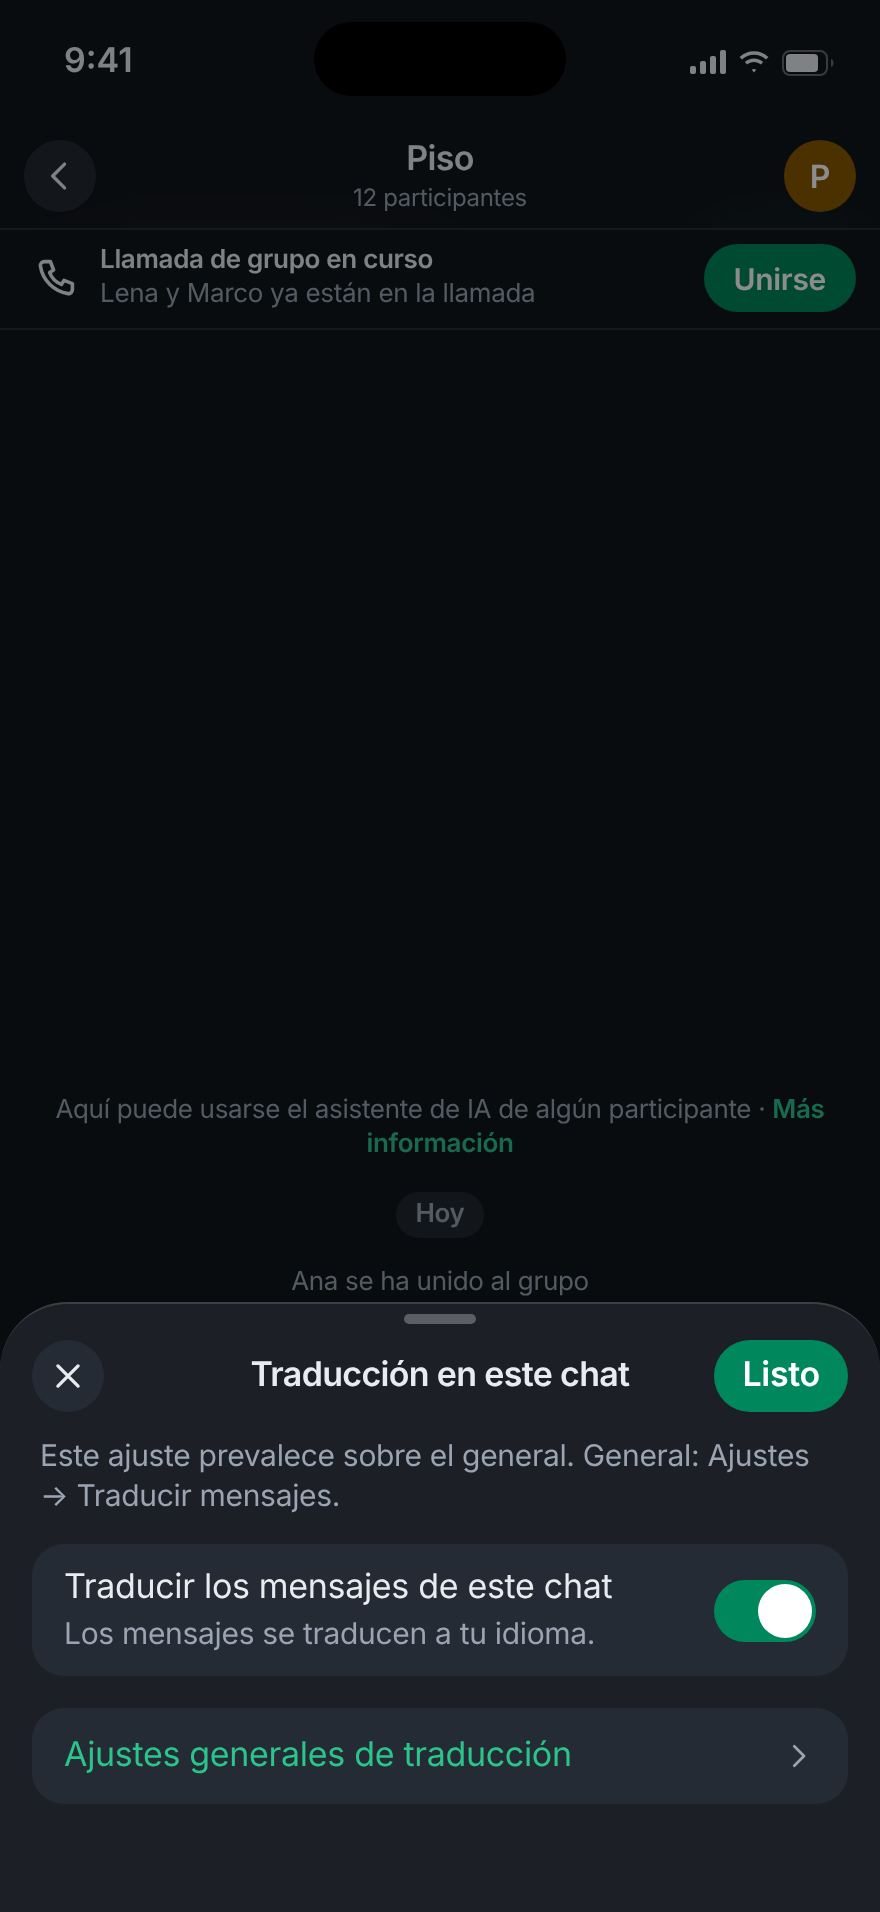 9:41
Piso
12 participantes
P
Llamada de grupo en curso
Lena y Marco ya están en la llamada
Unirse
Aquí puede usarse el asistente de IA de algún participante · Más
información
Hoy
Ana se ha unido al grupo
Traducción en este chat
Listo
Este ajuste prevalece sobre el general. General: Ajustes
→ Traducir mensajes.
Traducir los mensajes de este chat
Los mensajes se traducen a tu idioma.
Ajustes generales de traducción